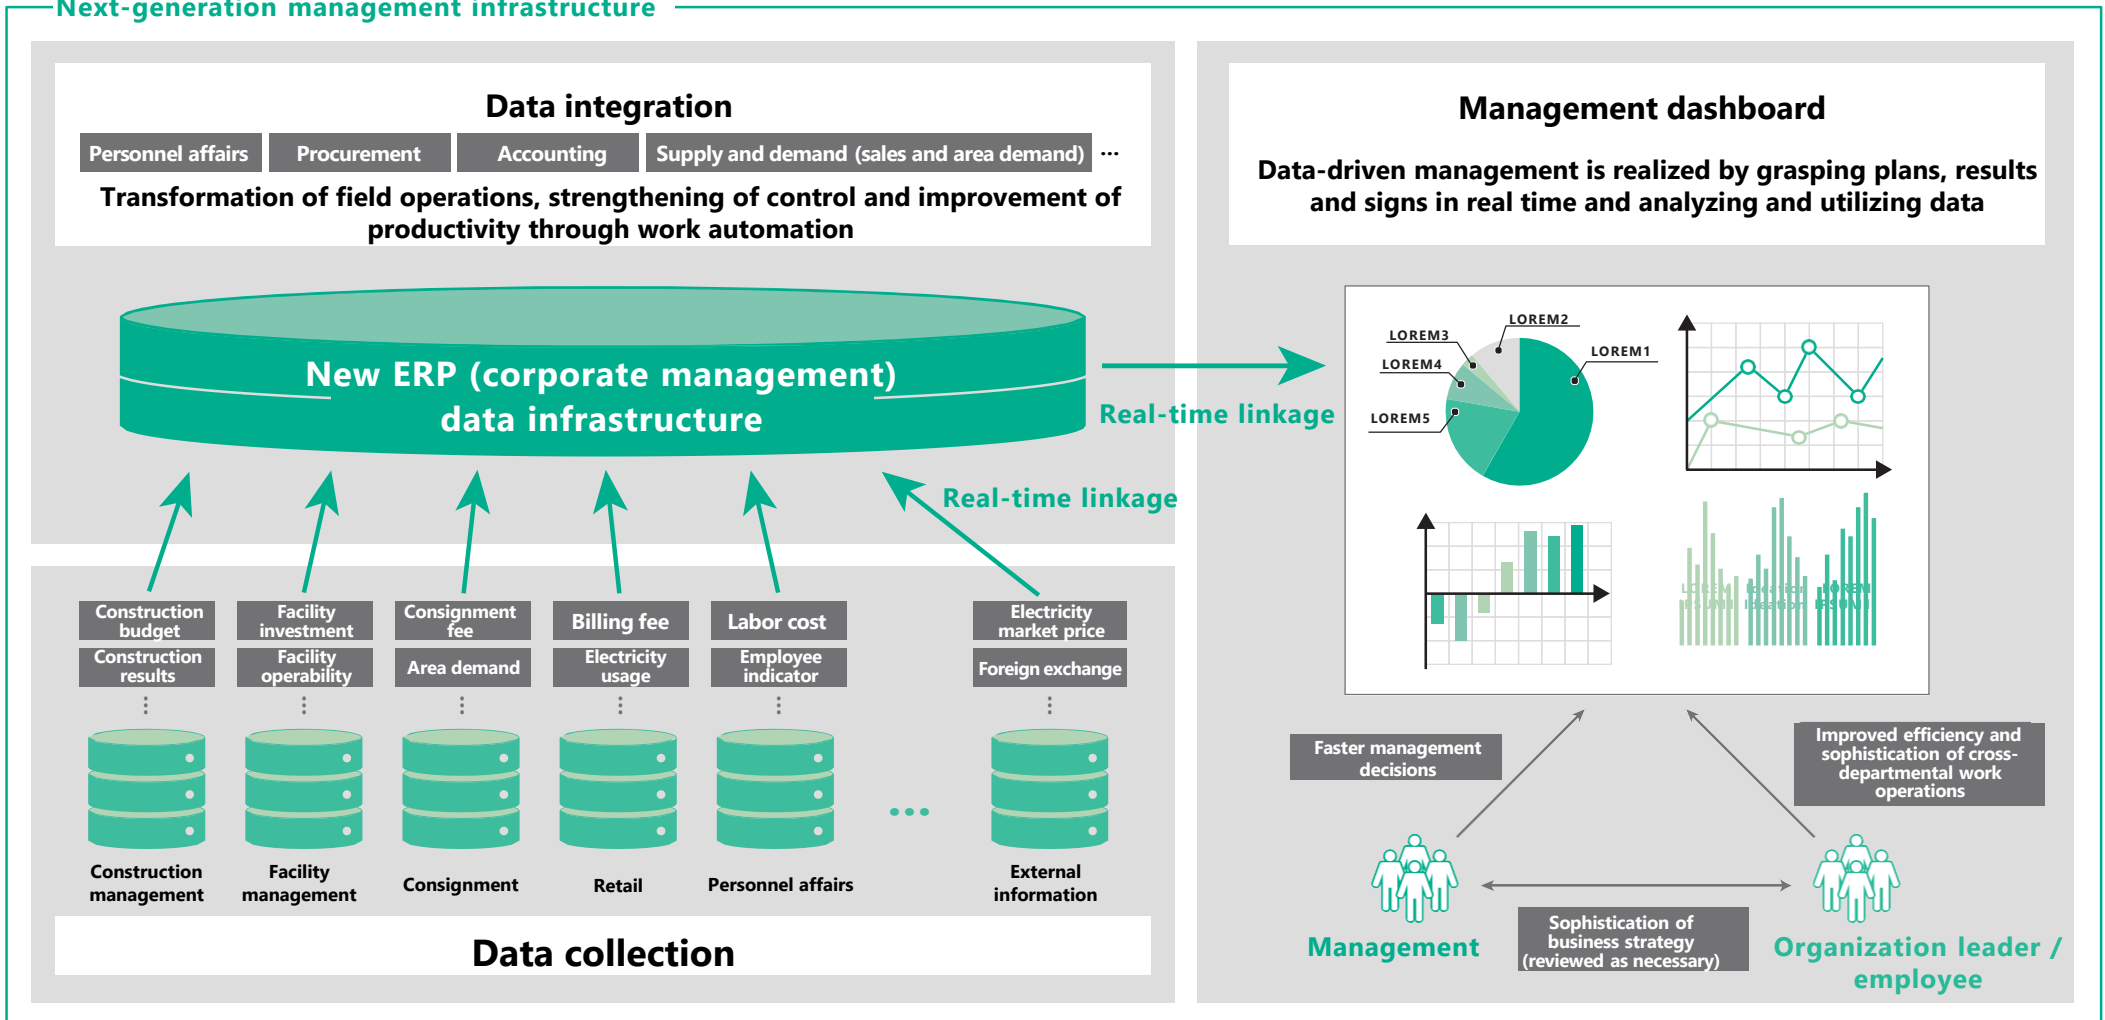 Next-generation management infrastructure
Data integration
Personnel affairs
Procurement
Accounting
Supply and demand (sales and area demand)
...
Transformation of field operations, strengthening of control and improvement of
productivity through work automation
New ERP (corporate management)
data infrastructure
Real-time linkage
Real-time linkage
Construction
budget
Construction
results
Facility
investment
Facility
operability
Consignment
fee
Area demand
Billing fee
Electricity
usage
Labor cost
Employee
indicator
Electricity
market price
Foreign exchange
Construction
management
Facility
management
Consignment
Retail
Personnel affairs
External
information
Data collection
Management dashboard
Data-driven management is realized by grasping plans, results
and signs in real time and analyzing and utilizing data
LOREM2
LOREM3
LOREM1
LOREM4
LOREM5
LOREM
IPSUM1
Ideation
Ideation
LOREM
IPSUM1
Faster management
decisions
Improved efficiency and
sophistication of cross-
departmental work
operations
Management
Sophistication of
business strategy
(reviewed as necessary)
Organization leader /
employee